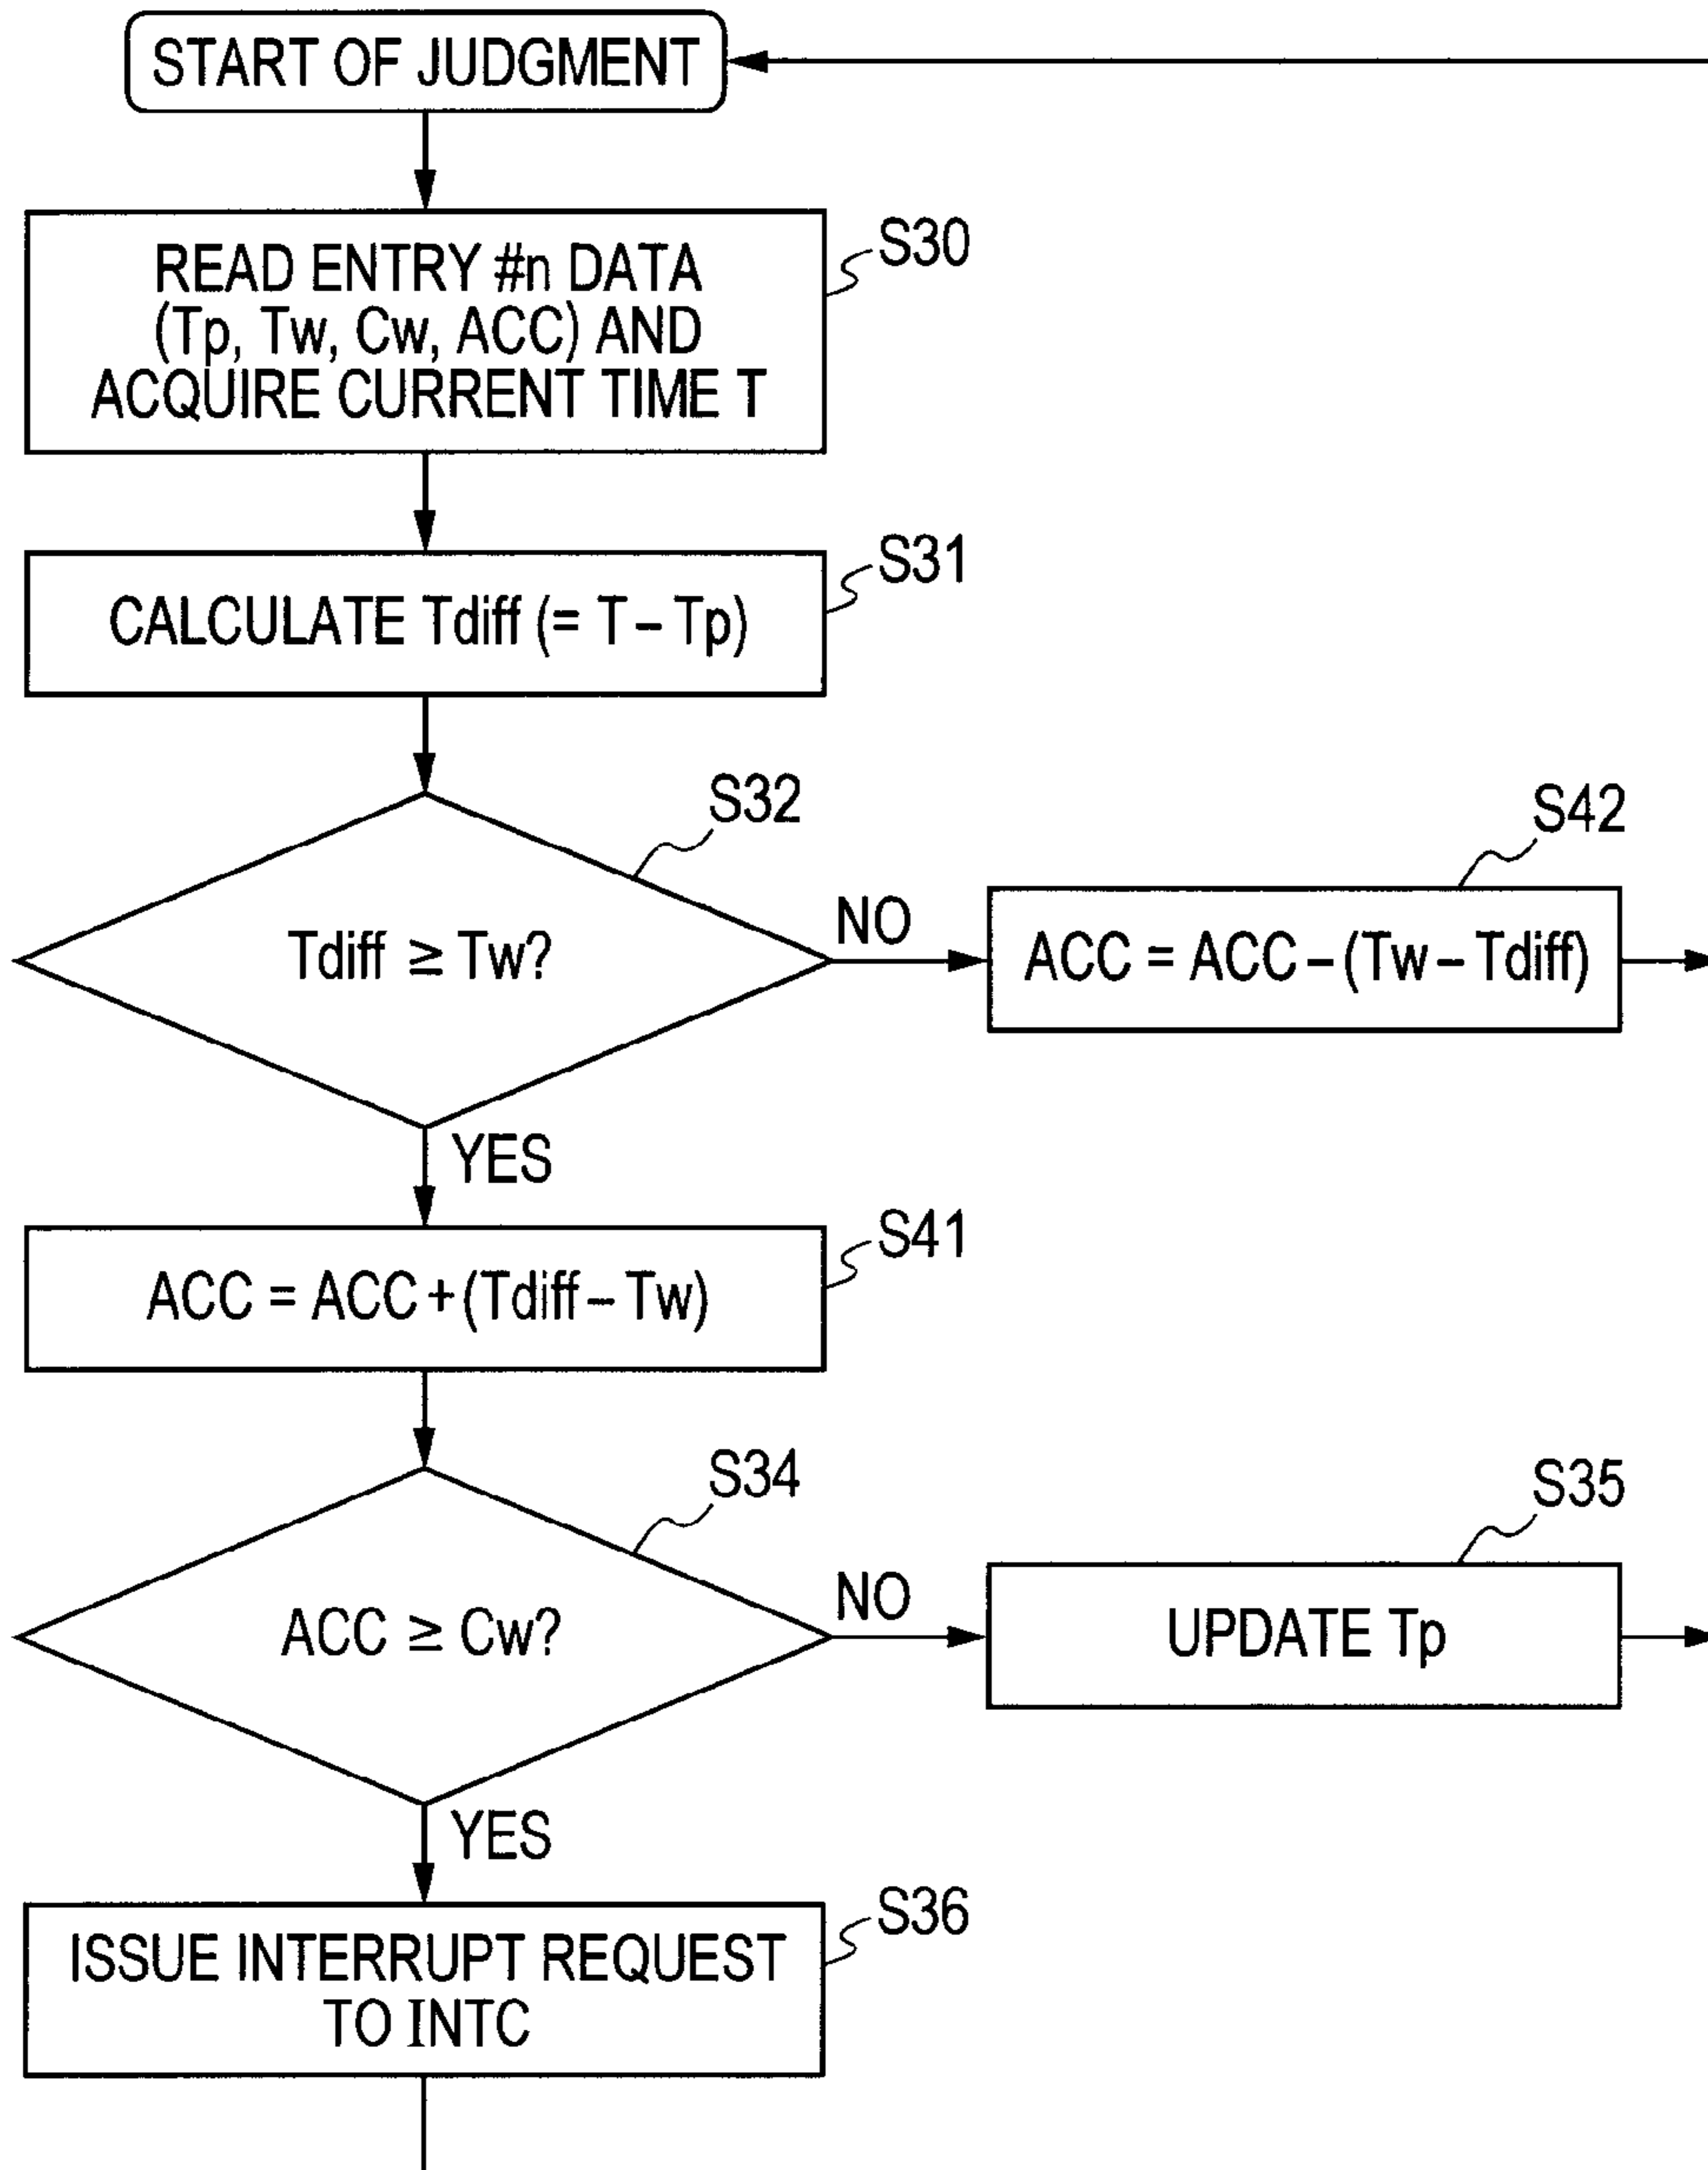 START OF JUDGMENT
S30
READ ENTRY #n DATA
(Tp, Tw, Cw, ACC) AND
ACQUIRE CURRENT TIME T
S31
CALCULATE Tdiff (= T – Tp)
S32
Tdiff ≥ Tw?
NO
S42
ACC = ACC – (Tw – Tdiff)
YES
S41
ACC = ACC + (Tdiff – Tw)
S34
ACC ≥ Cw?
NO
S35
UPDATE Tp
YES
S36
ISSUE INTERRUPT REQUEST
TO INTC